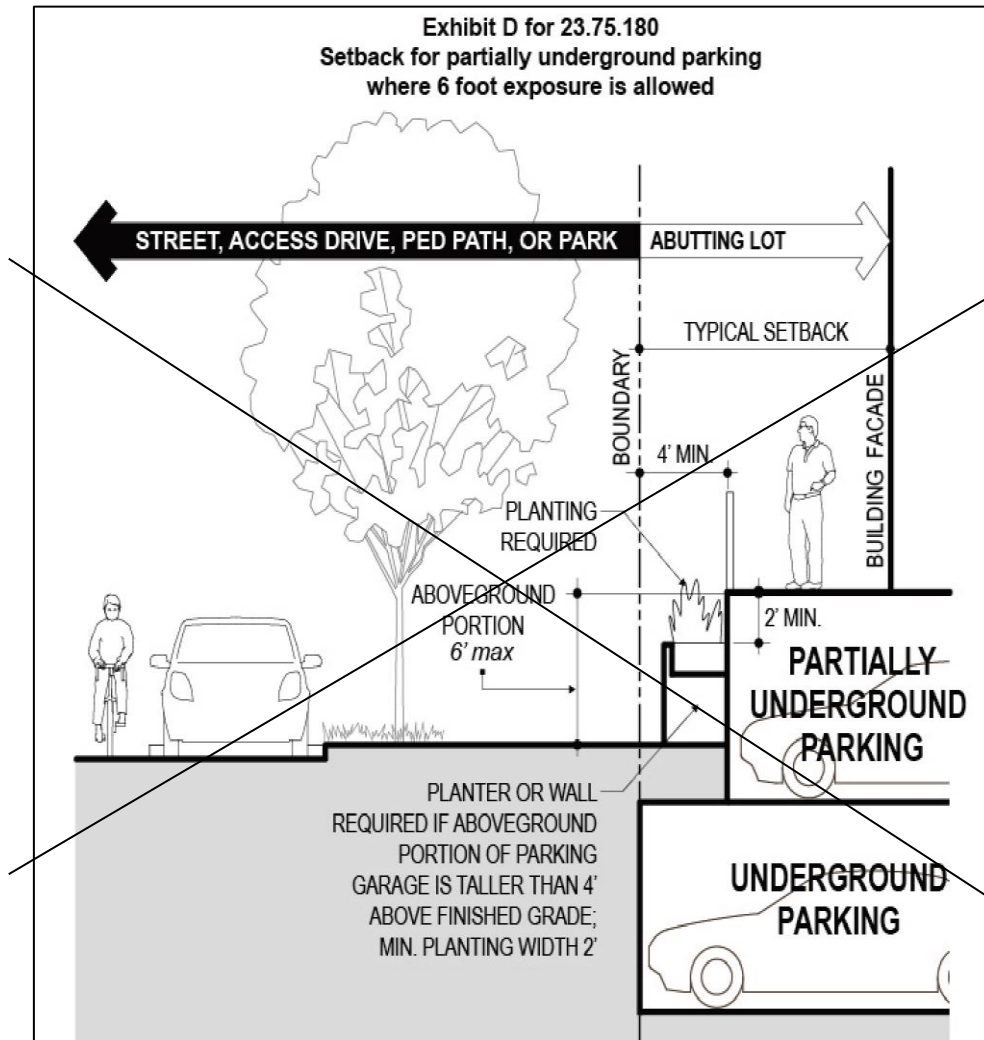 Exhibit D for 23.75.180
Setback for partially underground parking
where 6 foot exposure is allowed
STREET, ACCESS DRIVE, PED PATH, OR PARK
ABUTTING LOT
TYPICAL SETBACK
BOUNDARY
BUILDING FACADE
4' MIN.
PLANTING
REQUIRED
ABOVEGROUND
PORTION
6' max
2' MIN.
PARTIALLY
UNDERGROUND
PARKING
PLANTER OR WALL
REQUIRED IF ABOVEGROUND
PORTION OF PARKING
GARAGE IS TALLER THAN 4'
ABOVE FINISHED GRADE;
MIN. PLANTING WIDTH 2'
UNDERGROUND
PARKING